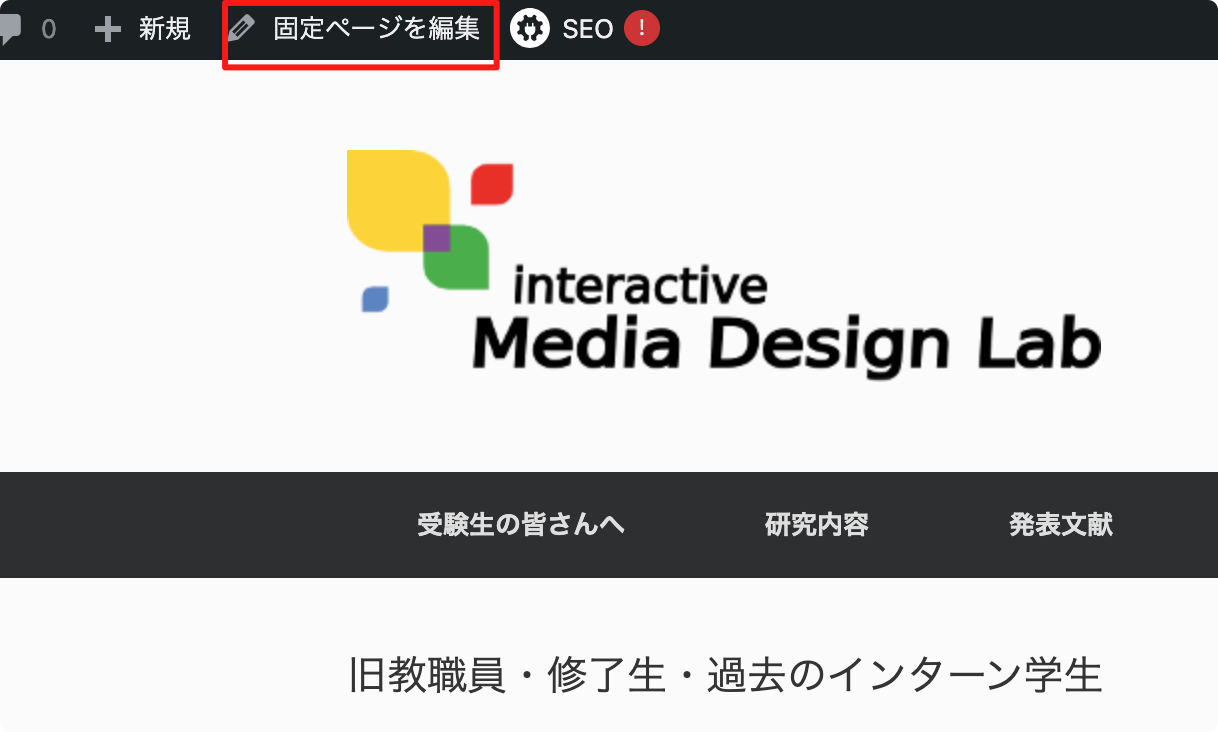 0 新規 固定ページを編集 SEO !
interactive
Media Design Lab
受験生の皆さんへ 研究内容 発表文献
旧教職員・修了生・過去のインターン学生